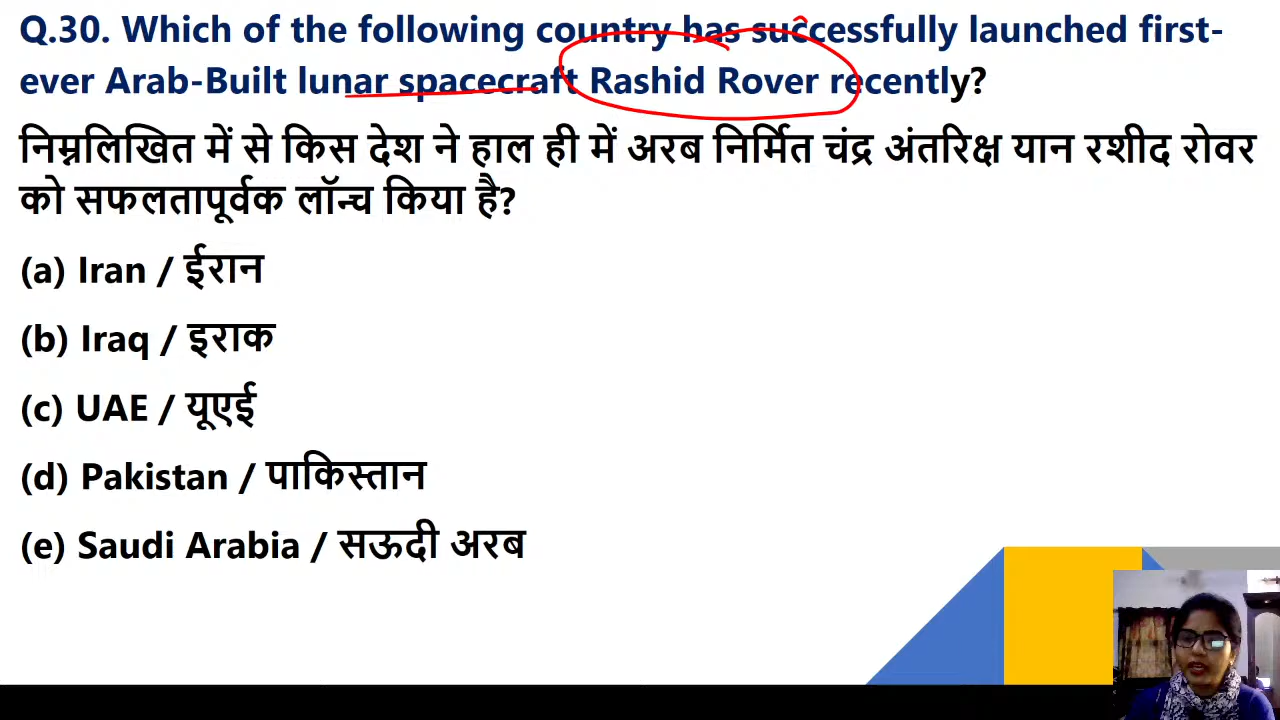 Q.30. Which of the following country has successfully launched first-
ever Arab-Built lunar spacecraft Rashid Rover recently?
निम्नलिखित में से किस देश ने हाल ही में अरब निर्मित चंद्र अंतरिक्ष यान रशीद रोवर
को सफलतापूर्वक लॉन्च किया है?
(a) Iran / ईरान
(b) Iraq / इराक
(c) UAE / यूएई
(d) Pakistan / पाकिस्तान
(e) Saudi Arabia / सऊदी अरब